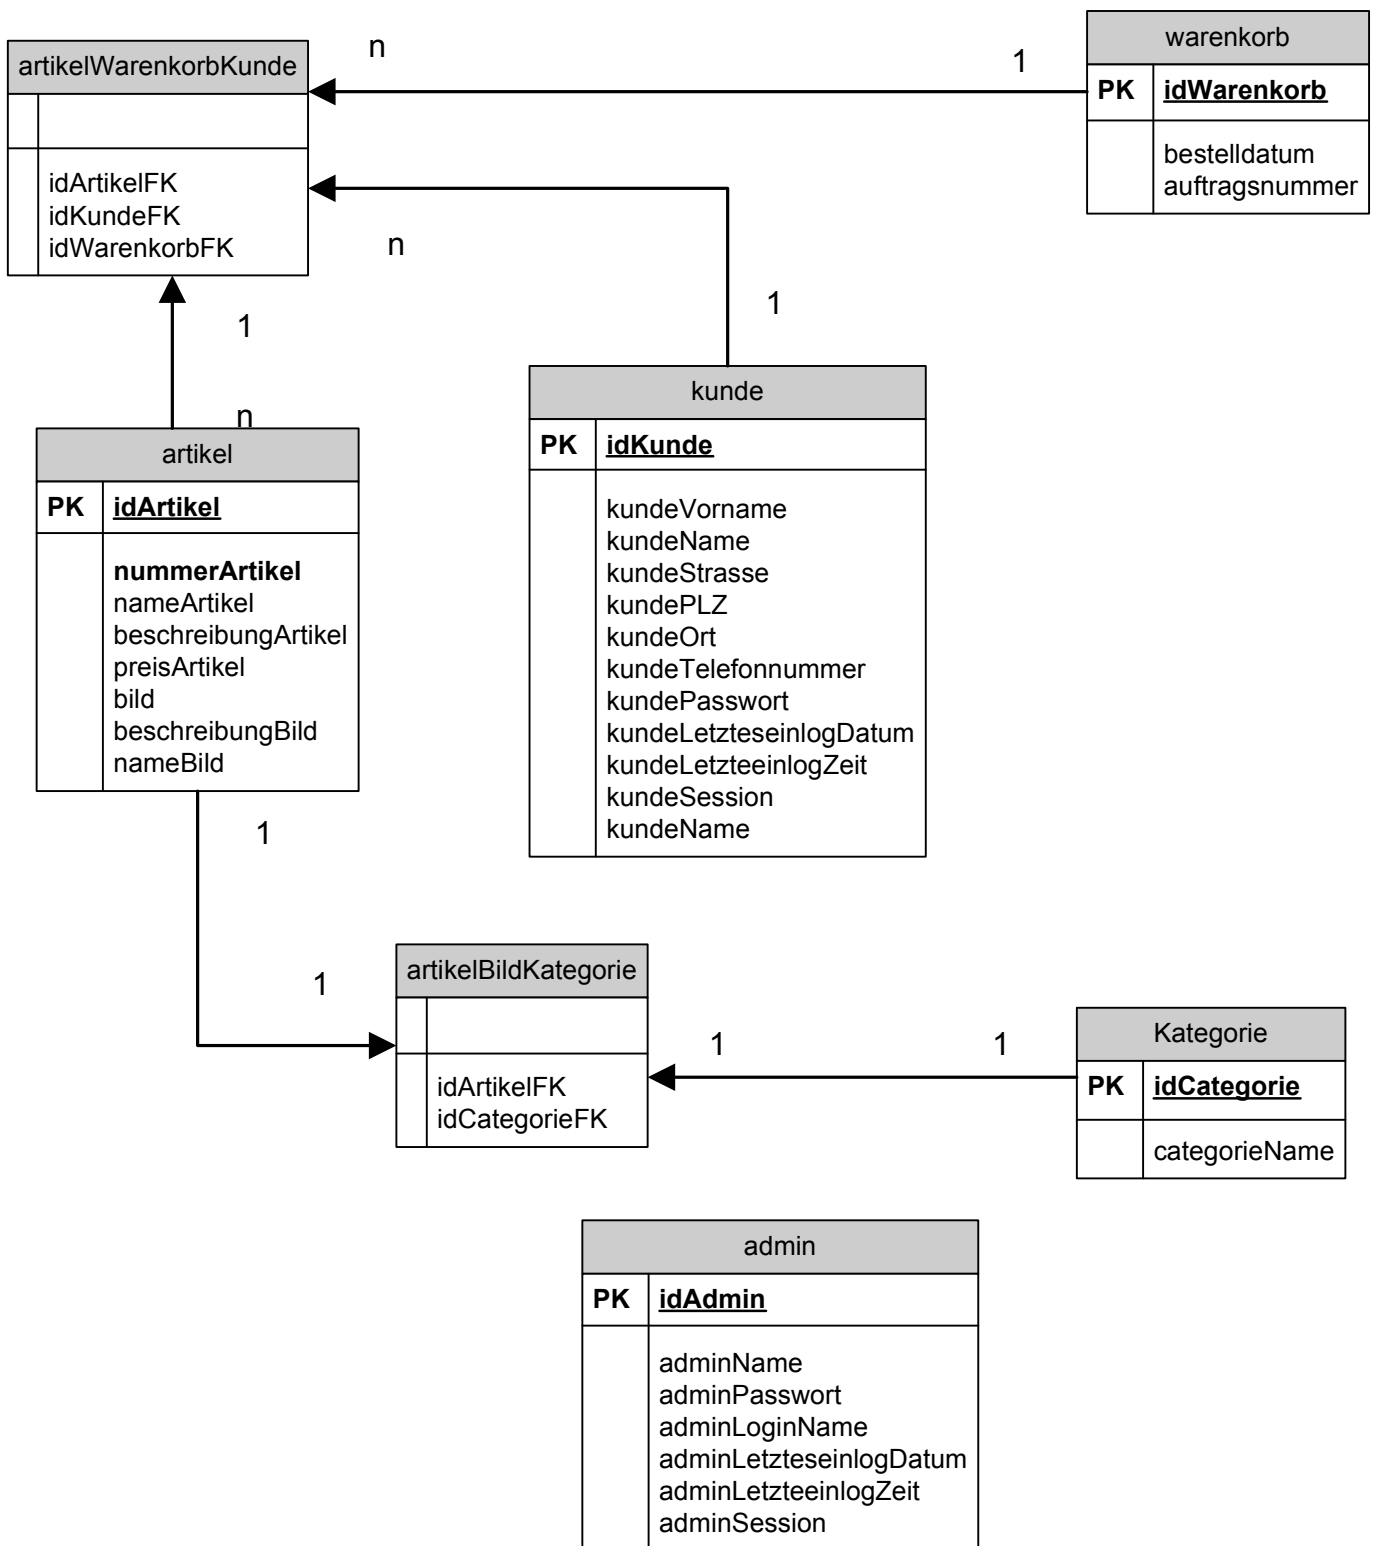 artikelWarenkorbKunde
idArtikelFK
idKundeFK
idWarenkorbFK
n
1
warenkorb
PK idWarenkorb
bestelldatum
auftragsnummer
n
1
1
n
artikel
PK idArtikel
nummerArtikel
nameArtikel
beschreibungArtikel
preisArtikel
bild
beschreibungBild
nameBild
kunde
PK idKunde
kundeVorname
kundeName
kundeStrasse
kundePLZ
kundeOrt
kundeTelefonnummer
kundePasswort
kundeLetzteseinlogDatum
kundeLetzteeinlogZeit
kundeSession
kundeName
1
1
artikelBildKategorie
idArtikelFK
idCategorieFK
1
1
Kategorie
PK idCategorie
categorieName
admin
PK idAdmin
adminName
adminPasswort
adminLoginName
adminLetzteseinlogDatum
adminLetzteeinlogZeit
adminSession